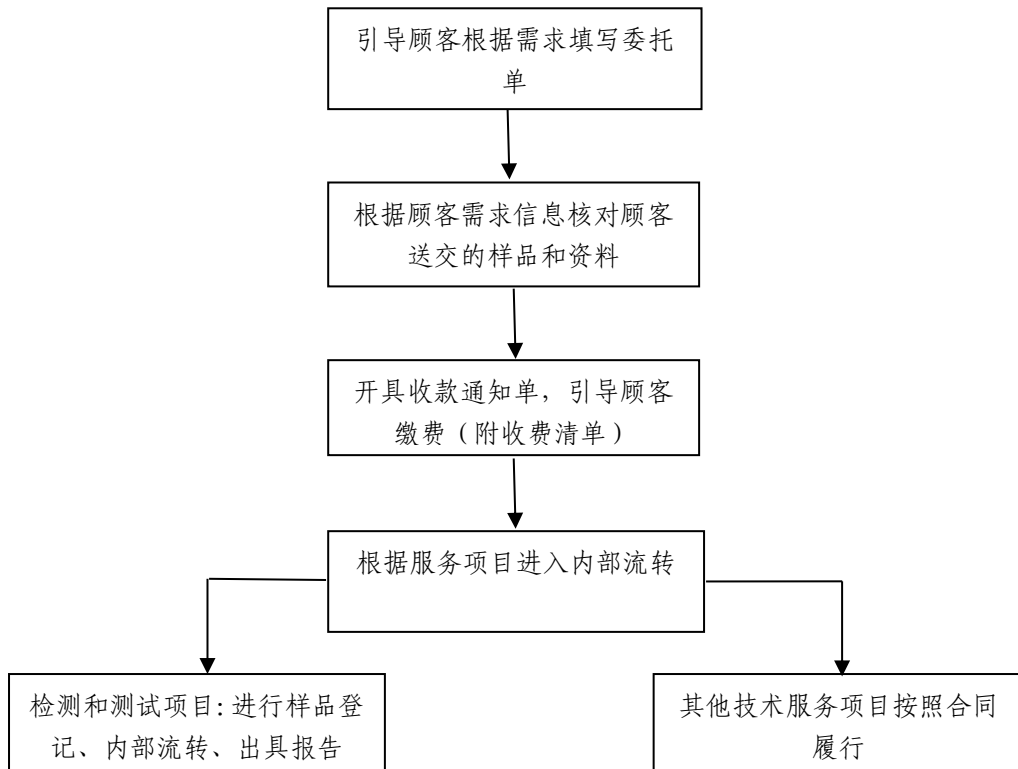 引导顾客根据需求填写委托
单
根据顾客需求信息核对顾客
送交的样品和资料
开具收款通知单，引导顾客
缴费（附收费清单）
根据服务项目进入内部流转
检测和测试项目：进行样品登
记、内部流转、出具报告
其他技术服务项目按照合同
履行